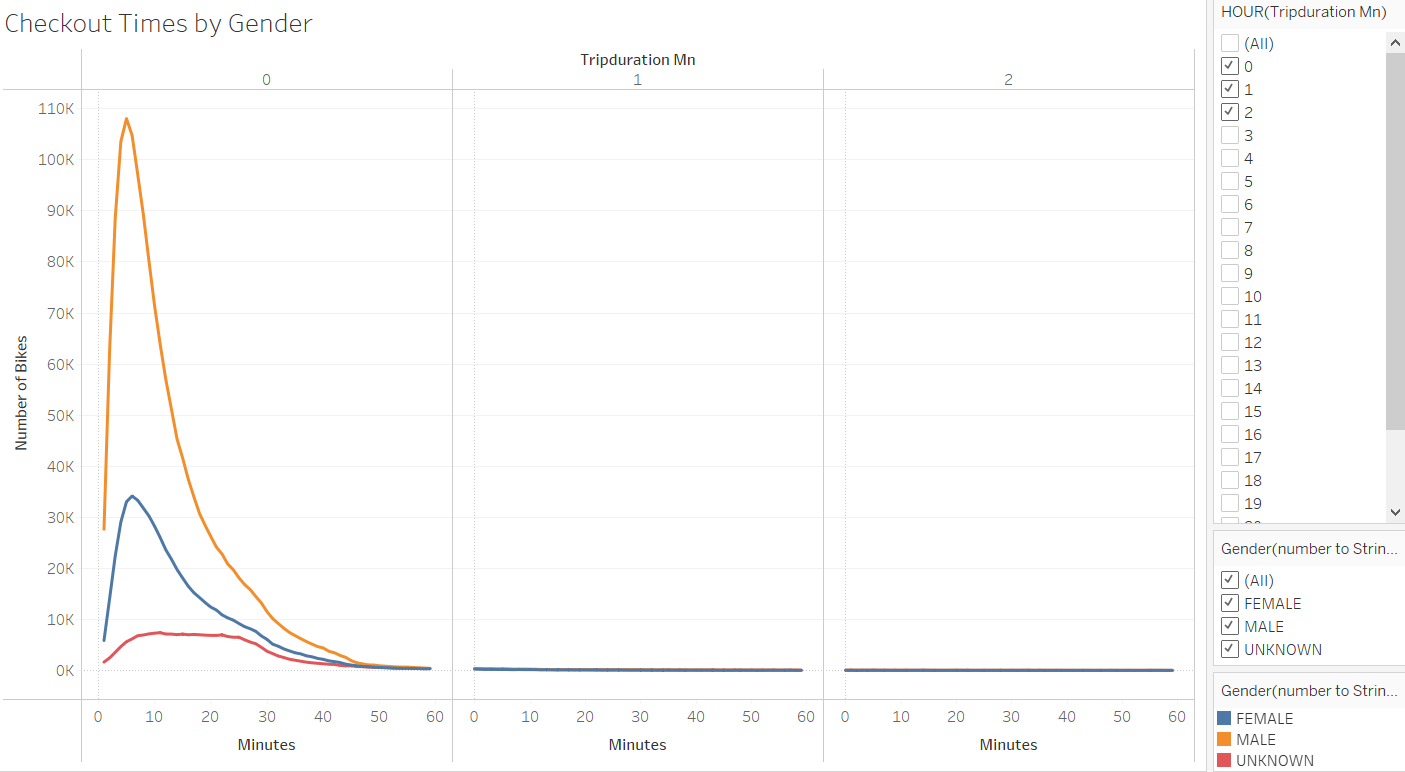 Checkout Times by Gender
Tripduration Mn
0 1 2
110K
100K
90K
80K
70K
60K
50K
40K
30K
20K
10K
0K
Number of Bikes
0 10 20 30 40 50 60 0 10 20 30 40 50 60 0 10 20 30 40 50 60
Minutes Minutes Minutes
HOUR(Tripduration Mn)
(All)
0
1
2
3
4
5
6
7
8
9
10
11
12
13
14
15
16
17
18
19
Gender(number to Strin...
(All)
FEMALE
MALE
UNKNOWN
Gender(number to Strin...
FEMALE
MALE
UNKNOWN